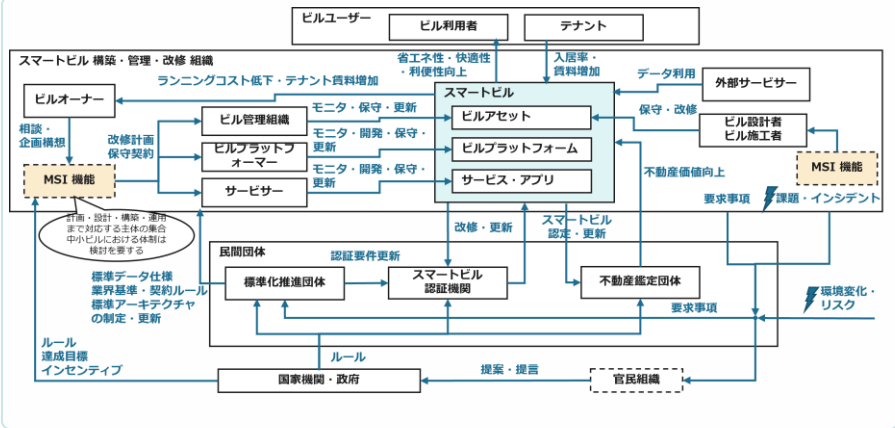 ビルユーザー
ビル利用者
テナント
スマートビル 構築・管理・改修 組織
省エネ性・快適性
・利便性向上
入居率・
賃料増加
ランニングコスト低下・テナント賃料増加
データ利用
外部サービサー
ビルオーナー
スマートビル
モニタ・保守・更新
ビル管理組織
ビルアセット
保守・改修
ビル設計者
ビル施工者
相談・
企画構想
改修計画
保守契約
モニタ・開発・保守・
更新
ビルプラットフ
ォーマー
ビルプラットフォーム
MSI 機能
モニタ・開発・保守・
更新
サービサー
サービス・アプリ
不動産価値向上
MSI 機能
要求事項
課題・インシデント
計画・設計・構築・運用
まで対応する主体の集合
中小ビルにおける体制は
検討を要する
改修・更新
スマートビル
認定・更新
民間団体
認証要件更新
標準データ仕様
業界基準・契約ルール
標準アーキテクチャ
の制定・更新
標準化推進団体
スマートビル
認証機関
不動産鑑定団体
要求事項
環境変化・
リスク
ルール
達成目標
インセンティブ
ルール
国家機関・政府
提案・提言
官民組織